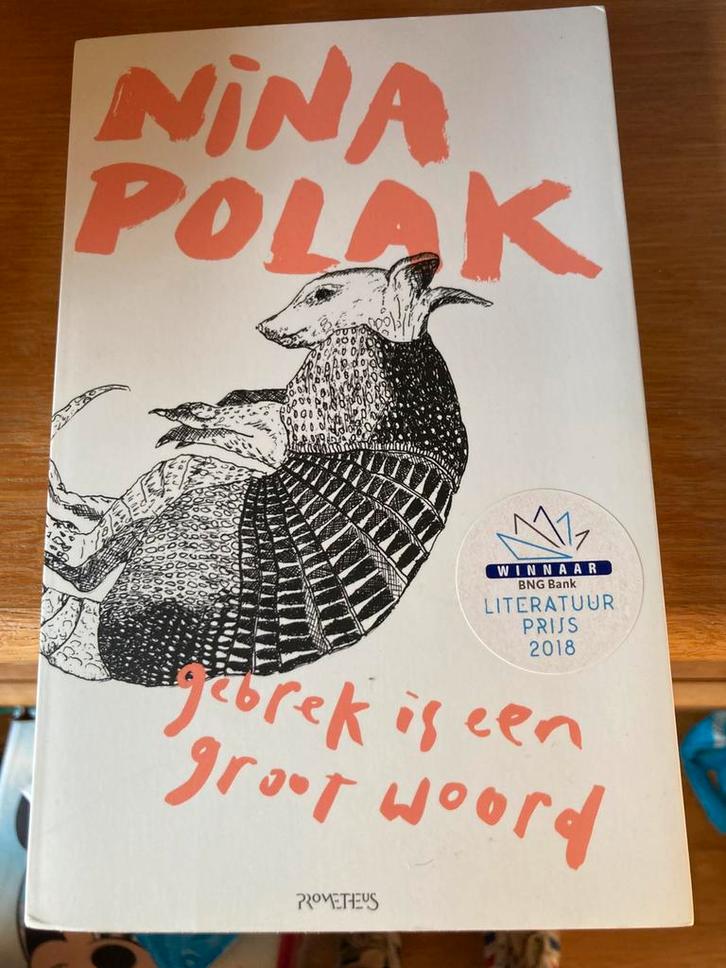 NINA
POLAK
WINNAAR
BNG Bank
LITERATUUR
PRIJS
2018
gebrek is een
groot woord
PROMETHEUS